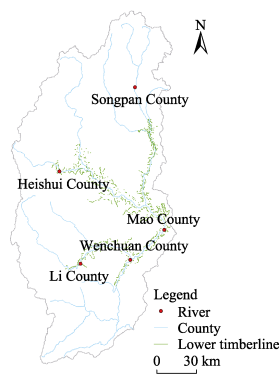 N
Songpan County
Heishui County
Mao County
Wenchuan County
Li County
Legend
River
County
Lower timberline
0 30 km